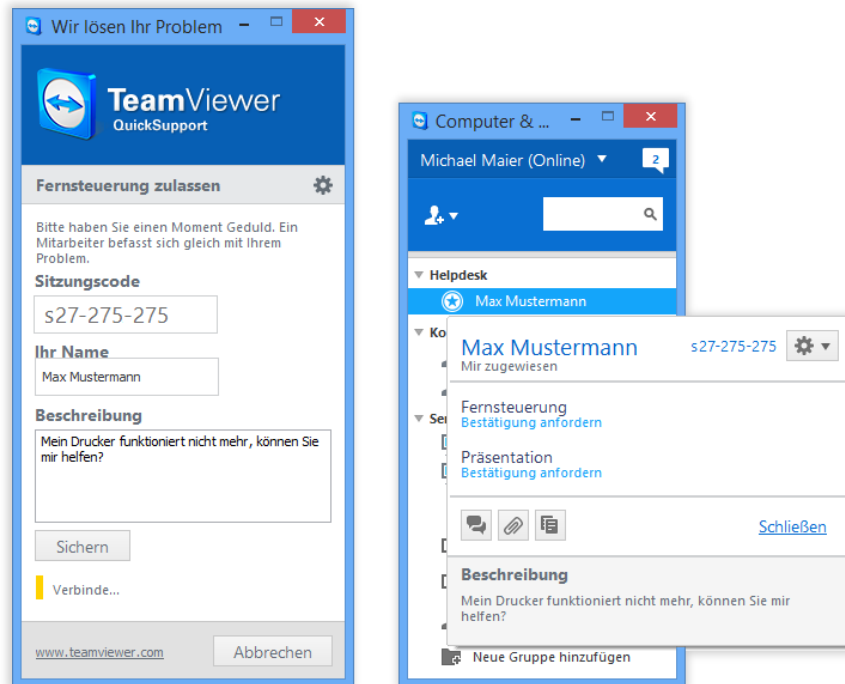 Wir lösen Ihr Problem
TeamViewer
QuickSupport
Fernsteuerung zulassen
Bitte haben Sie einen Moment Geduld. Ein
Mitarbeiter befasst sich gleich mit Ihrem
Problem.
Sitzungscode
s27-275-275
Ihr Name
Max Mustermann
Beschreibung
Mein Drucker funktioniert nicht mehr, können Sie
mir helfen?
Sichern
Verbinde...
www.teamviewer.com
Abbrechen
Computer & ...
Michael Maier (Online)
2
Helpdesk
Max Mustermann
Ko
Max Mustermann
s27-275-275
Mir zugewiesen
Ser
Fernsteuerung
Bestätigung anfordern
Präsentation
Bestätigung anfordern
Schließen
Beschreibung
Mein Drucker funktioniert nicht mehr, können Sie mir
helfen?
Neue Gruppe hinzufügen